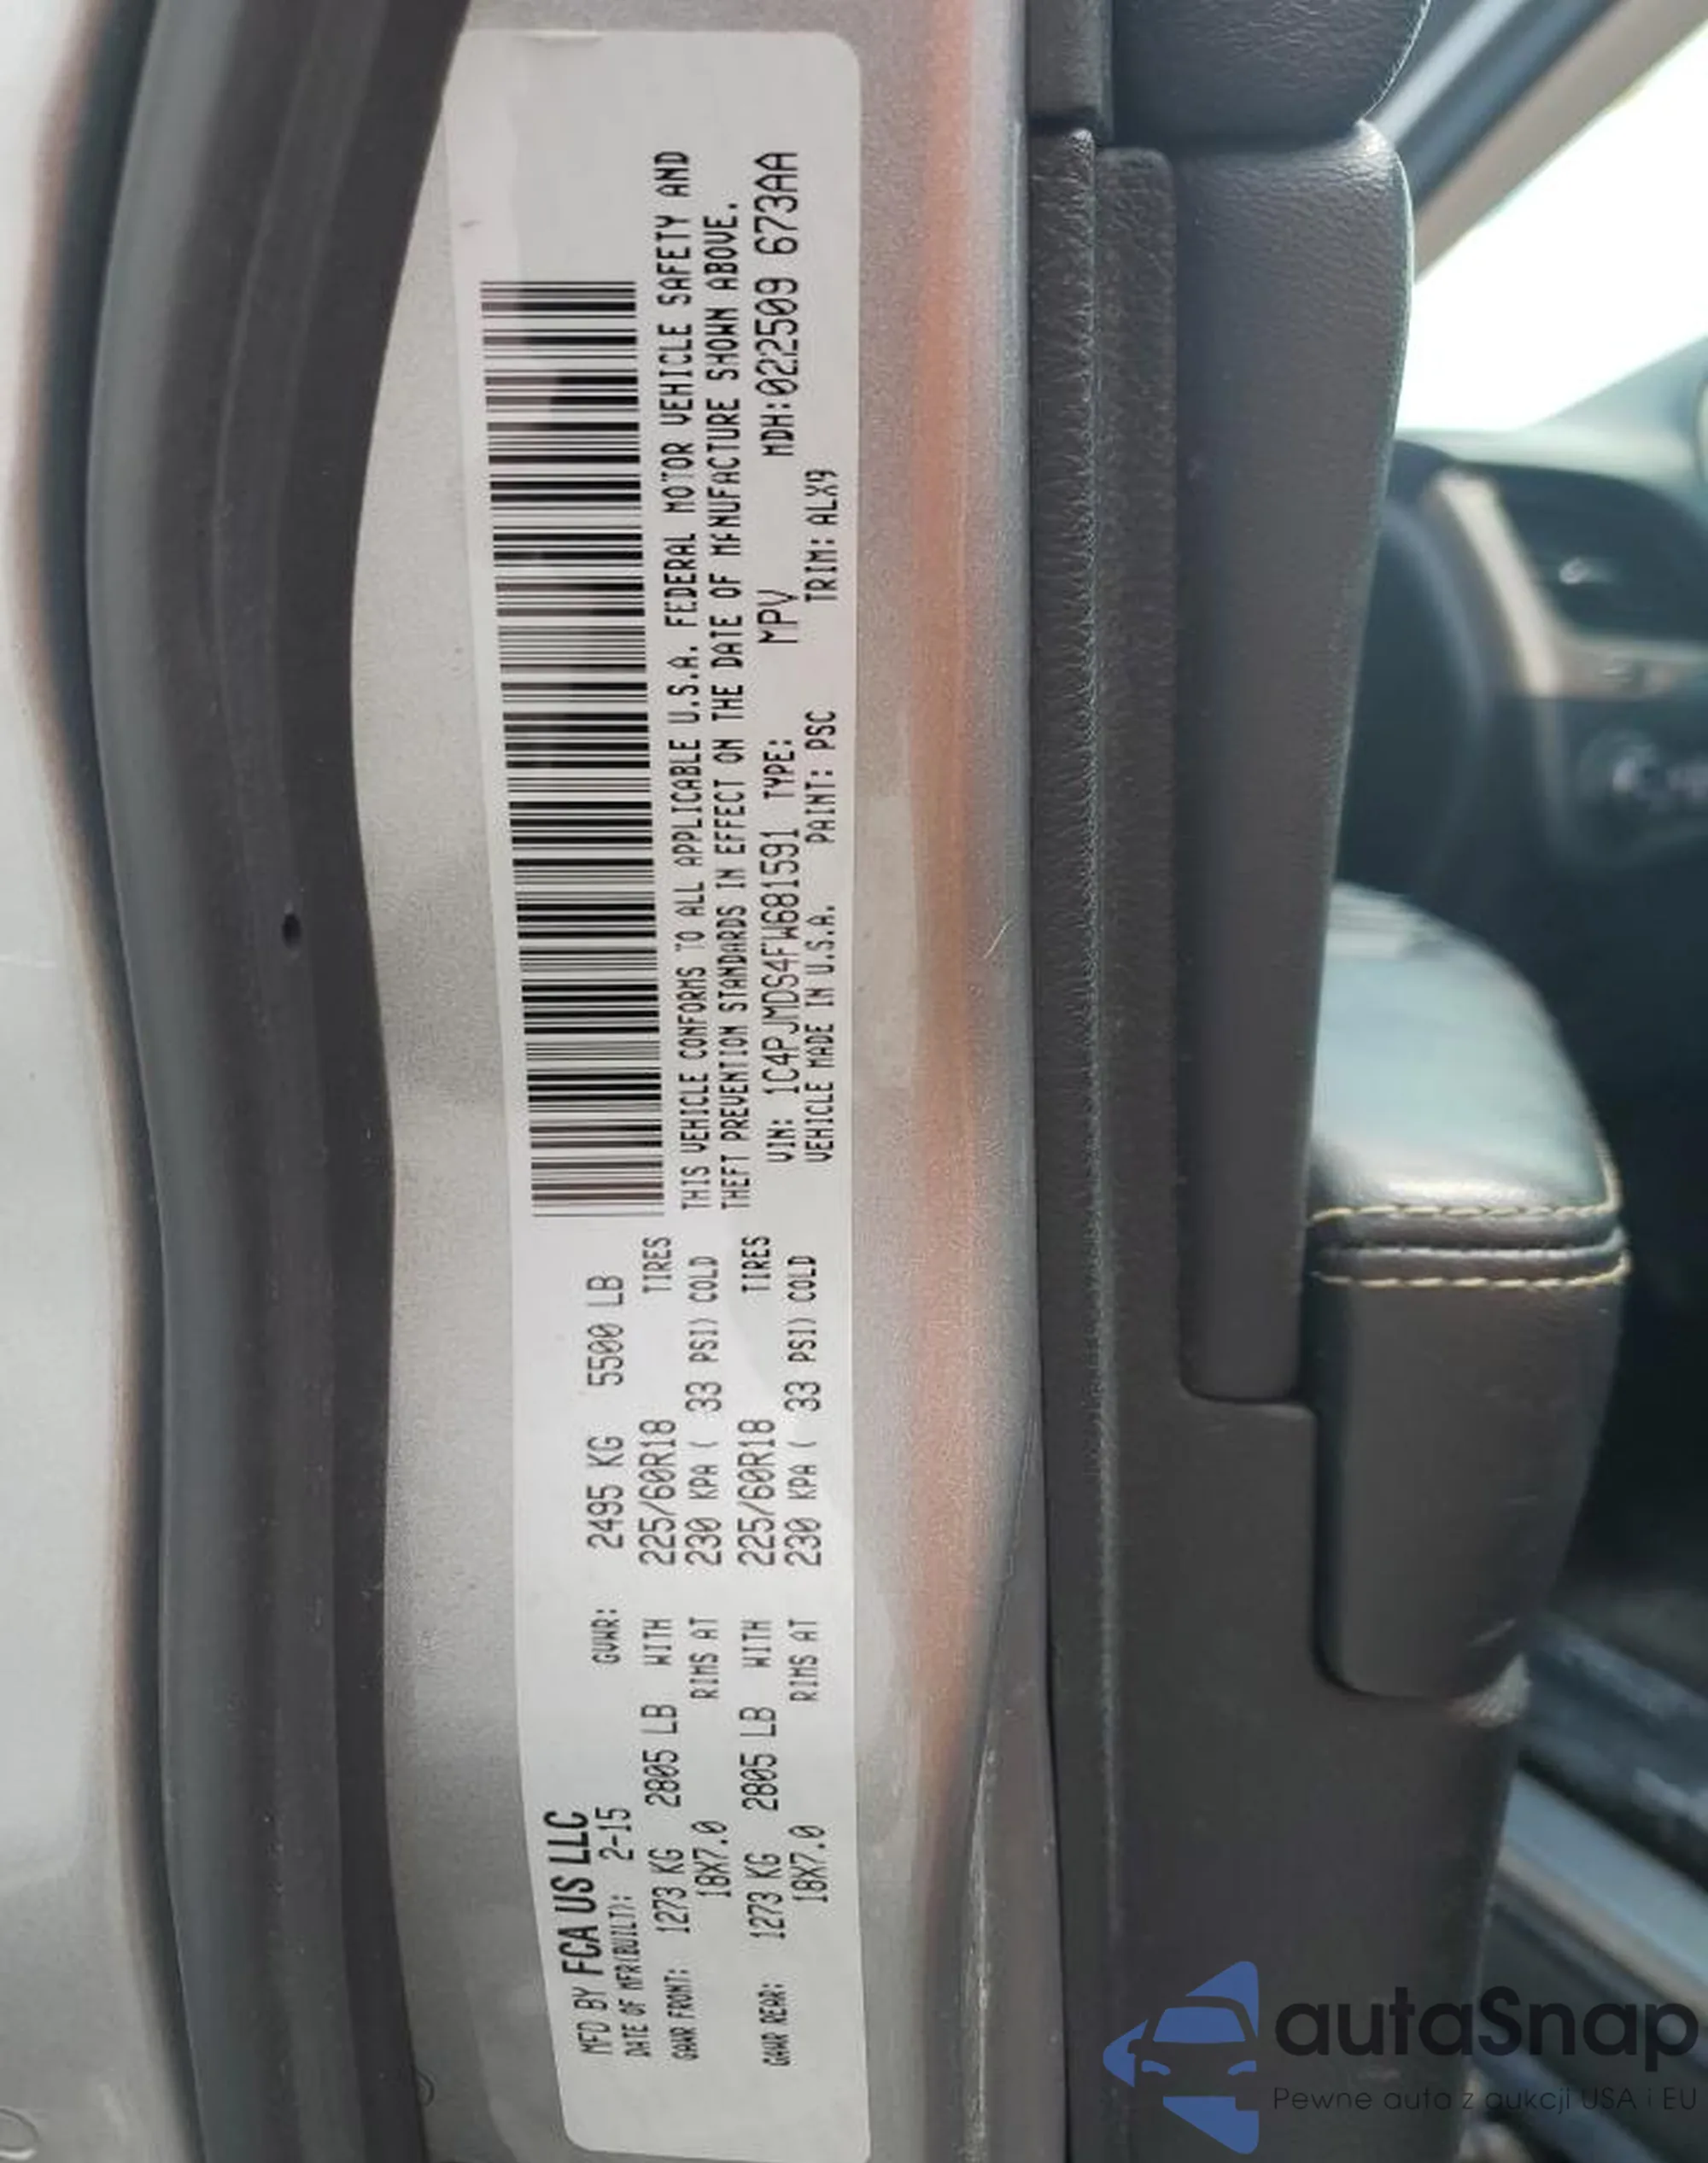 MFD BY FCA US LLC
DATE OF MFR(BUILT): 2-15 GVWR: 2495 KG 5500 LB
GAWR FRONT: 1273 KG 2805 LB WITH 225/60R18 TIRES
18X7.0 RIMS AT 230 KPA ( 33 PSI) COLD
GAWR REAR: 1273 KG 2805 LB WITH 225/60R18 TIRES
18X7.0 RIMS AT 230 KPA ( 33 PSI) COLD
THIS VEHICLE CONFORMS TO ALL APPLICABLE U.S.A. FEDERAL MOTOR VEHICLE SAFETY AND
THEFT PREVENTION STANDARDS IN EFFECT ON THE DATE OF MANUFACTURE SHOWN ABOVE.
VIN: 1C4PJMDS4FW681591 TYPE: MPV MDH:022509 673AA
VEHICLE MADE IN U.S.A. PAINT: PSC TRIM: ALX9
autaSnap
Pewne auta z aukcji USA i EU